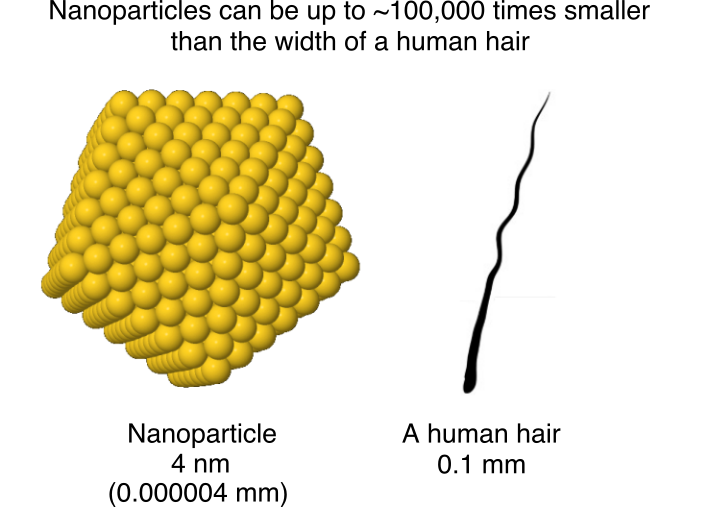 Nanoparticles can be up to ~100,000 times smaller
than the width of a human hair
Nanoparticle
4 nm
(0.000004 mm)
A human hair
0.1 mm